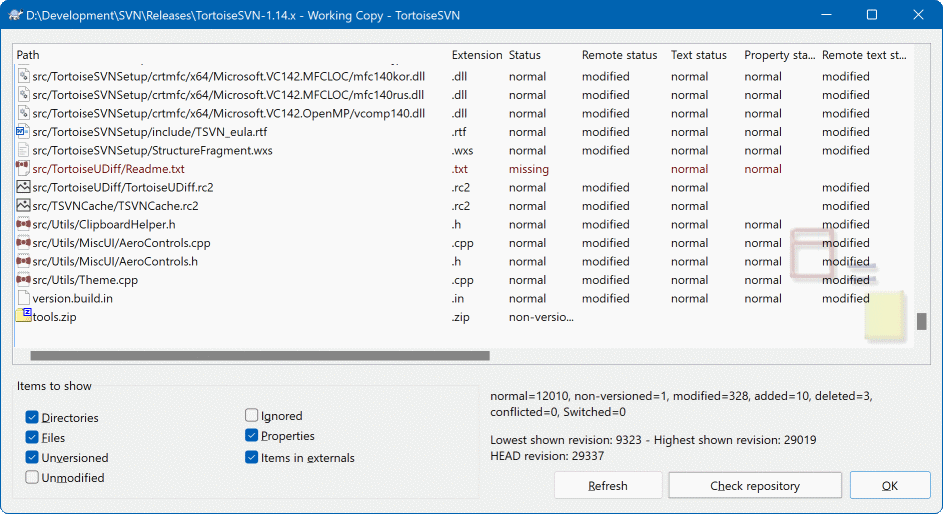 D:\Development\SVN\Releases\TortoiseSVN-1.14.x - Working Copy - TortoiseSVN
Path Extension Status Remote status Text status Property sta... Remote text st...
src/TortoiseSVNSetup/crtmfc/x64/Microsoft.VC142.MFCLOC/mfc140kor.dll .dll normal modified normal normal modified
src/TortoiseSVNSetup/crtmfc/x64/Microsoft.VC142.MFCLOC/mfc140rus.dll .dll normal modified normal normal modified
src/TortoiseSVNSetup/crtmfc/x64/Microsoft.VC142.OpenMP/vcomp140.dll .dll normal modified normal normal modified
src/TortoiseSVNSetup/include/TSVN_eula.rtf .rtf normal modified normal normal modified
src/TortoiseSVNSetup/StructureFragment.wxs .wxs normal modified normal normal modified
src/TortoiseUDiff/Readme.txt .txt missing normal normal
src/TortoiseUDiff/TortoiseUDiff.rc2 .rc2 normal modified normal modified
src/TSVNCache/TSVNCache.rc2 .rc2 normal modified normal modified
src/Utils/ClipboardHelper.h .h normal modified normal normal modified
src/Utils/MiscUI/AeroControls.cpp .cpp normal modified normal normal modified
src/Utils/MiscUI/AeroControls.h .h normal modified normal normal modified
src/Utils/Theme.cpp .cpp normal modified normal normal modified
version.build.in .in normal modified normal normal modified
tools.zip .zip non-versio...
Items to show
Directories
Files
Unversioned
Unmodified
Ignored
Properties
Items in externals
normal=12010, non-versioned=1, modified=328, added=10, deleted=3,
conflicted=0, Switched=0
Lowest shown revision: 9323 - Highest shown revision: 29019
HEAD revision: 29337
Refresh Check repository OK